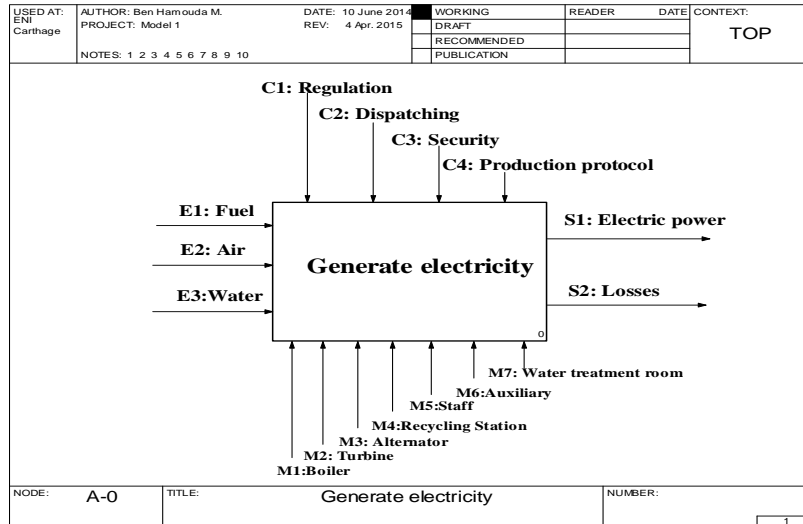 USED AT:
ENI
Carthage
AUTHOR: Ben Hamouda M.
PROJECT: Model 1
NOTES: 1 2 3 4 5 6 7 8 9 10
DATE: 10 June 2014
REV: 4 Apr. 2015
WORKING
DRAFT
RECOMMENDED
PUBLICATION
READER DATE
CONTEXT:
TOP
C1: Regulation
C2: Dispatching
C3: Security
C4: Production protocol
E1: Fuel
E2: Air
E3:Water
Generate electricity
0
S1: Electric power
S2: Losses
M7: Water treatment room
M6:Auxiliary
M5:Staff
M4:Recycling Station
M3: Alternator
M2: Turbine
M1:Boiler
NODE: A-0
TITLE: Generate electricity
NUMBER:
1